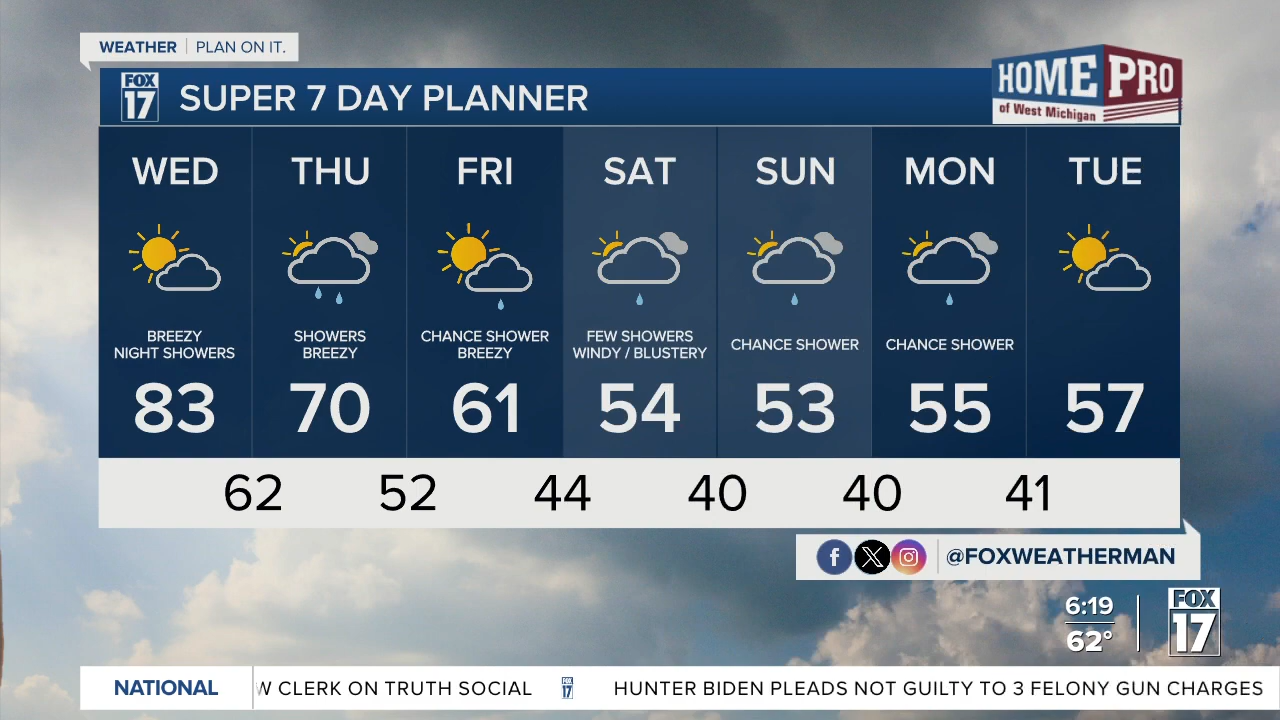 WEATHER | PLAN ON IT.
FOX 17
SUPER 7 DAY PLANNER
HOME PRO
of West Michigan
WED THU FRI SAT SUN MON TUE
BREEZY
NIGHT SHOWERS
SHOWERS
BREEZY
CHANCE SHOWER
BREEZY
FEW SHOWERS
WINDY / BLUSTERY
CHANCE SHOWER
CHANCE SHOWER
83 70 61 54 53 55 57
62 52 44 40 40 41
@FOXWEATHERMAN
6:19
62°
FOX
17
NATIONAL
W CLERK ON TRUTH SOCIAL FOX 17 HUNTER BIDEN PLEADS NOT GUILTY TO 3 FELONY GUN CHARGES